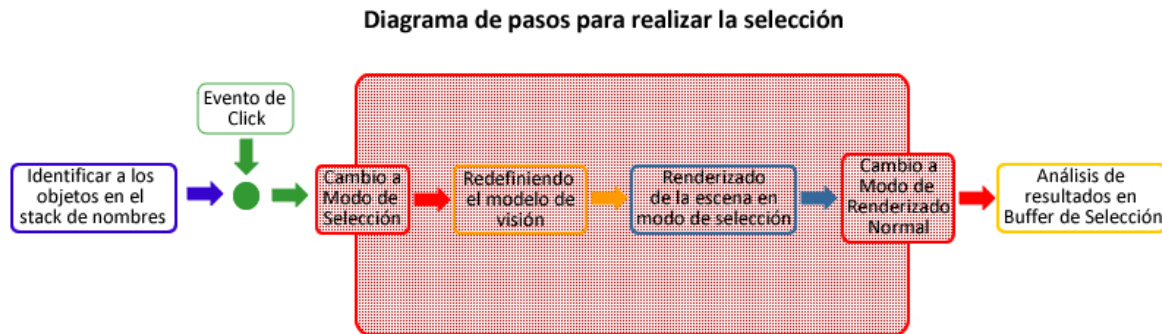 Diagrama de pasos para realizar la selección
Evento de
Click
Identificar a los
objetos en el
stack de nombres
Cambio a
Modo de
Selección
Redefiniendo
el modelo de
visión
Renderizado
de la escena en
modo de selección
Cambio a
Modo de
Renderizado
Normal
Análisis de
resultados en
Buffer de Selección